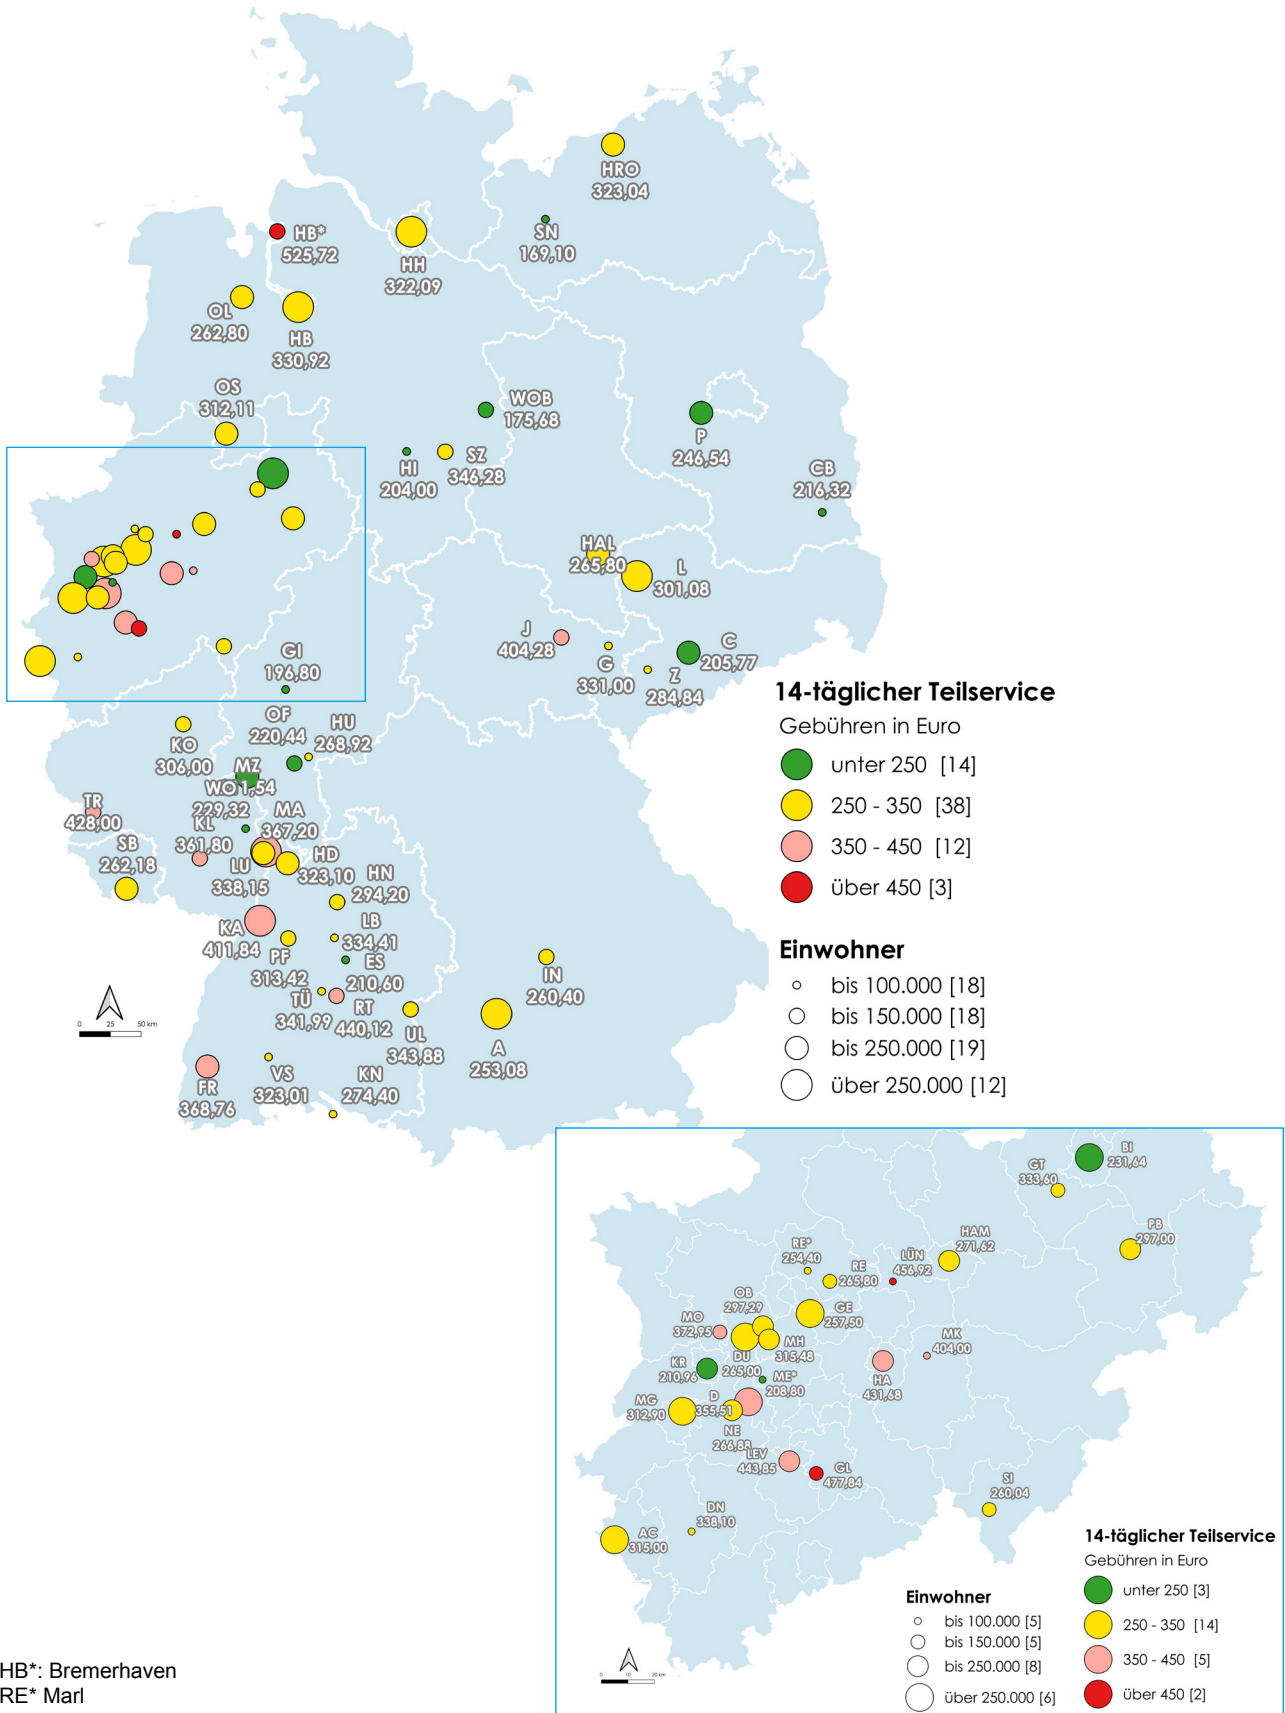 HRO
323,04
SN
169,10
HB*
525,72
HH
322,09
OL
262,80
HB
330,92
OS
312,11
WOB
175,68
P
246,54
HI
204,00
SZ
346,28
CB
216,32
HAL
265,80
L
301,08
J
404,28
G
331,00
Z
284,84
C
205,77
GI
196,80
OF
220,44
HU
268,92
KO
306,00
MZ
1,54
WO
229,32
TR
428,00
KL
361,80
MA
367,20
SB
262,18
LU
338,15
HD
323,10
HN
294,20
KA
411,84
LB
334,41
PF
313,42
ES
210,60
IN
260,40
TÜ
341,99
RT
440,12
UL
343,88
A
253,08
FR
368,76
VS
323,01
KN
274,40
0 25 50 km
14-täglicher Teilservice
Gebühren in Euro
unter 250 [14]
250 - 350 [38]
350 - 450 [12]
über 450 [3]
Einwohner
bis 100.000 [18]
bis 150.000 [18]
bis 250.000 [19]
über 250.000 [12]
BI
231,64
GT
333,60
PB
297,00
HAM
271,62
RE*
254,40
RE
265,80
LÜN
456,92
OB
297,29
GE
257,50
MO
372,95
MH
315,48
MK
404,00
DU
265,00
KR
210,96
ME*
208,80
HA
431,68
MG
312,90
D
355,51
NE
266,88
LEV
443,85
GL
477,84
SI
260,04
DN
338,10
AC
315,00
14-täglicher Teilservice
Gebühren in Euro
unter 250 [3]
250 - 350 [14]
350 - 450 [5]
über 450 [2]
Einwohner
bis 100.000 [5]
bis 150.000 [5]
bis 250.000 [8]
über 250.000 [6]
0 10 20 km
HB*: Bremerhaven
RE* Marl